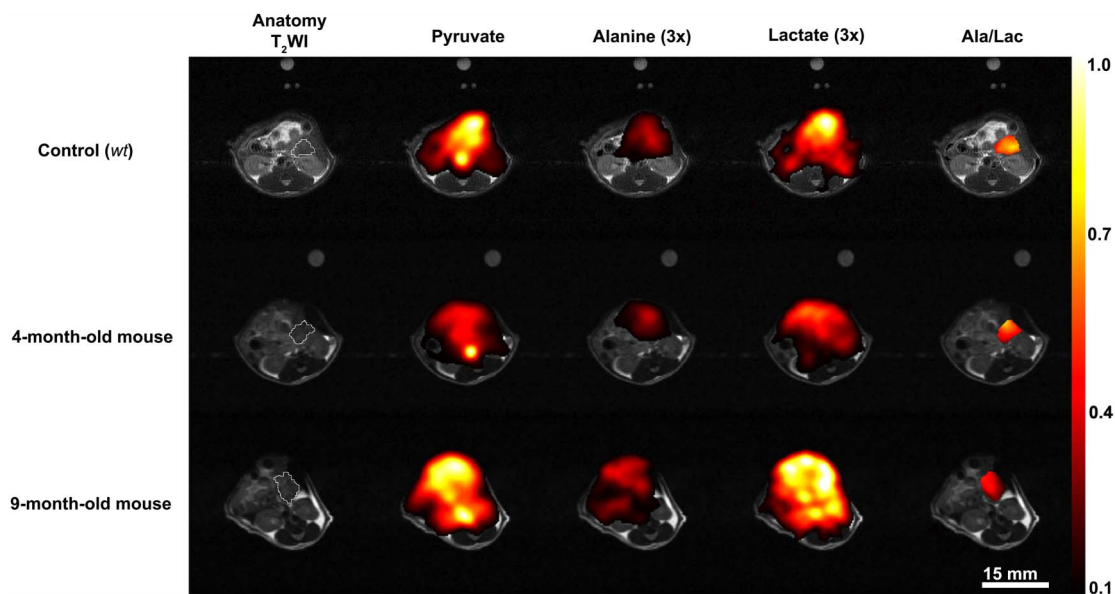 Anatomy
T₂WI
Pyruvate
Alanine (3x)
Lactate (3x)
Ala/Lac
1.0
Control (wt)
0.7
4-month-old mouse
0.4
9-month-old mouse
15 mm
0.1